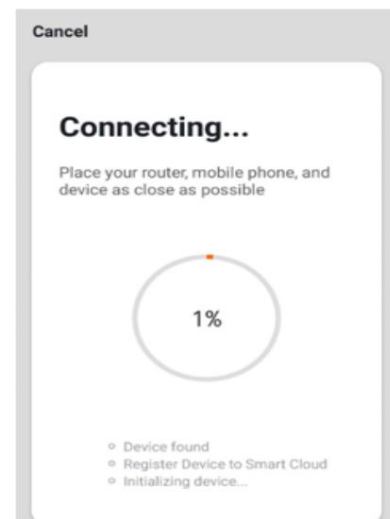 Cancel
Connecting...
Place your router, mobile phone, and
device as close as possible
1%
Device found
Register Device to Smart Cloud
Initializing device...